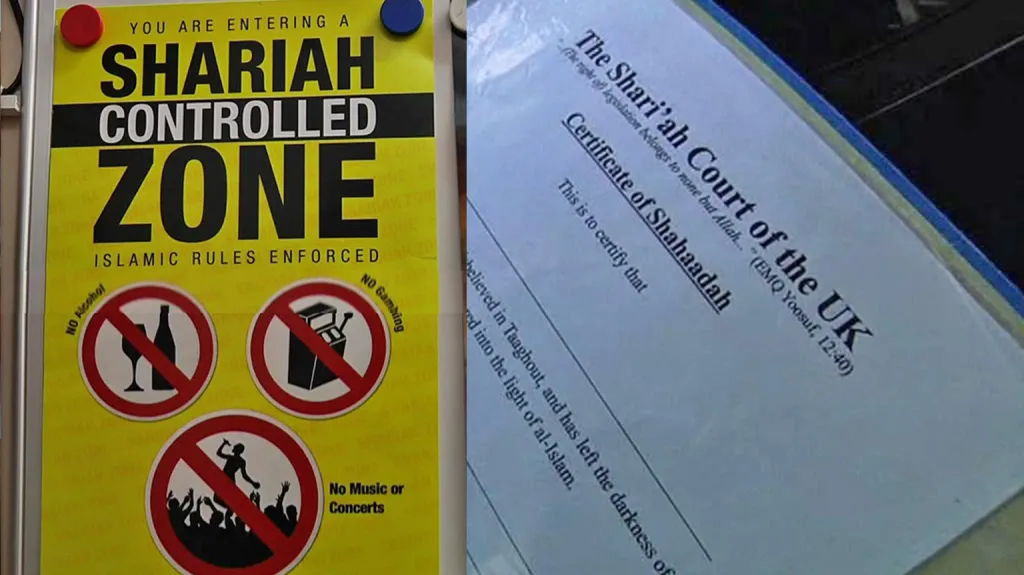 YOU ARE ENTERING A
SHARIAH
CONTROLLED
ZONE
ISLAMIC RULES ENFORCED
No Alcohol
No Gambling
No Music or
Concerts
The Shari'ah Court of the UK
"..(The right of legislation belongs to none but Allah..." (EMQ Yoosuf, 12:40)
Certificate of Shahaadah
This is to certify that
believed in Taaghout, and has left the darkness of
ed into the light of al-Islam.